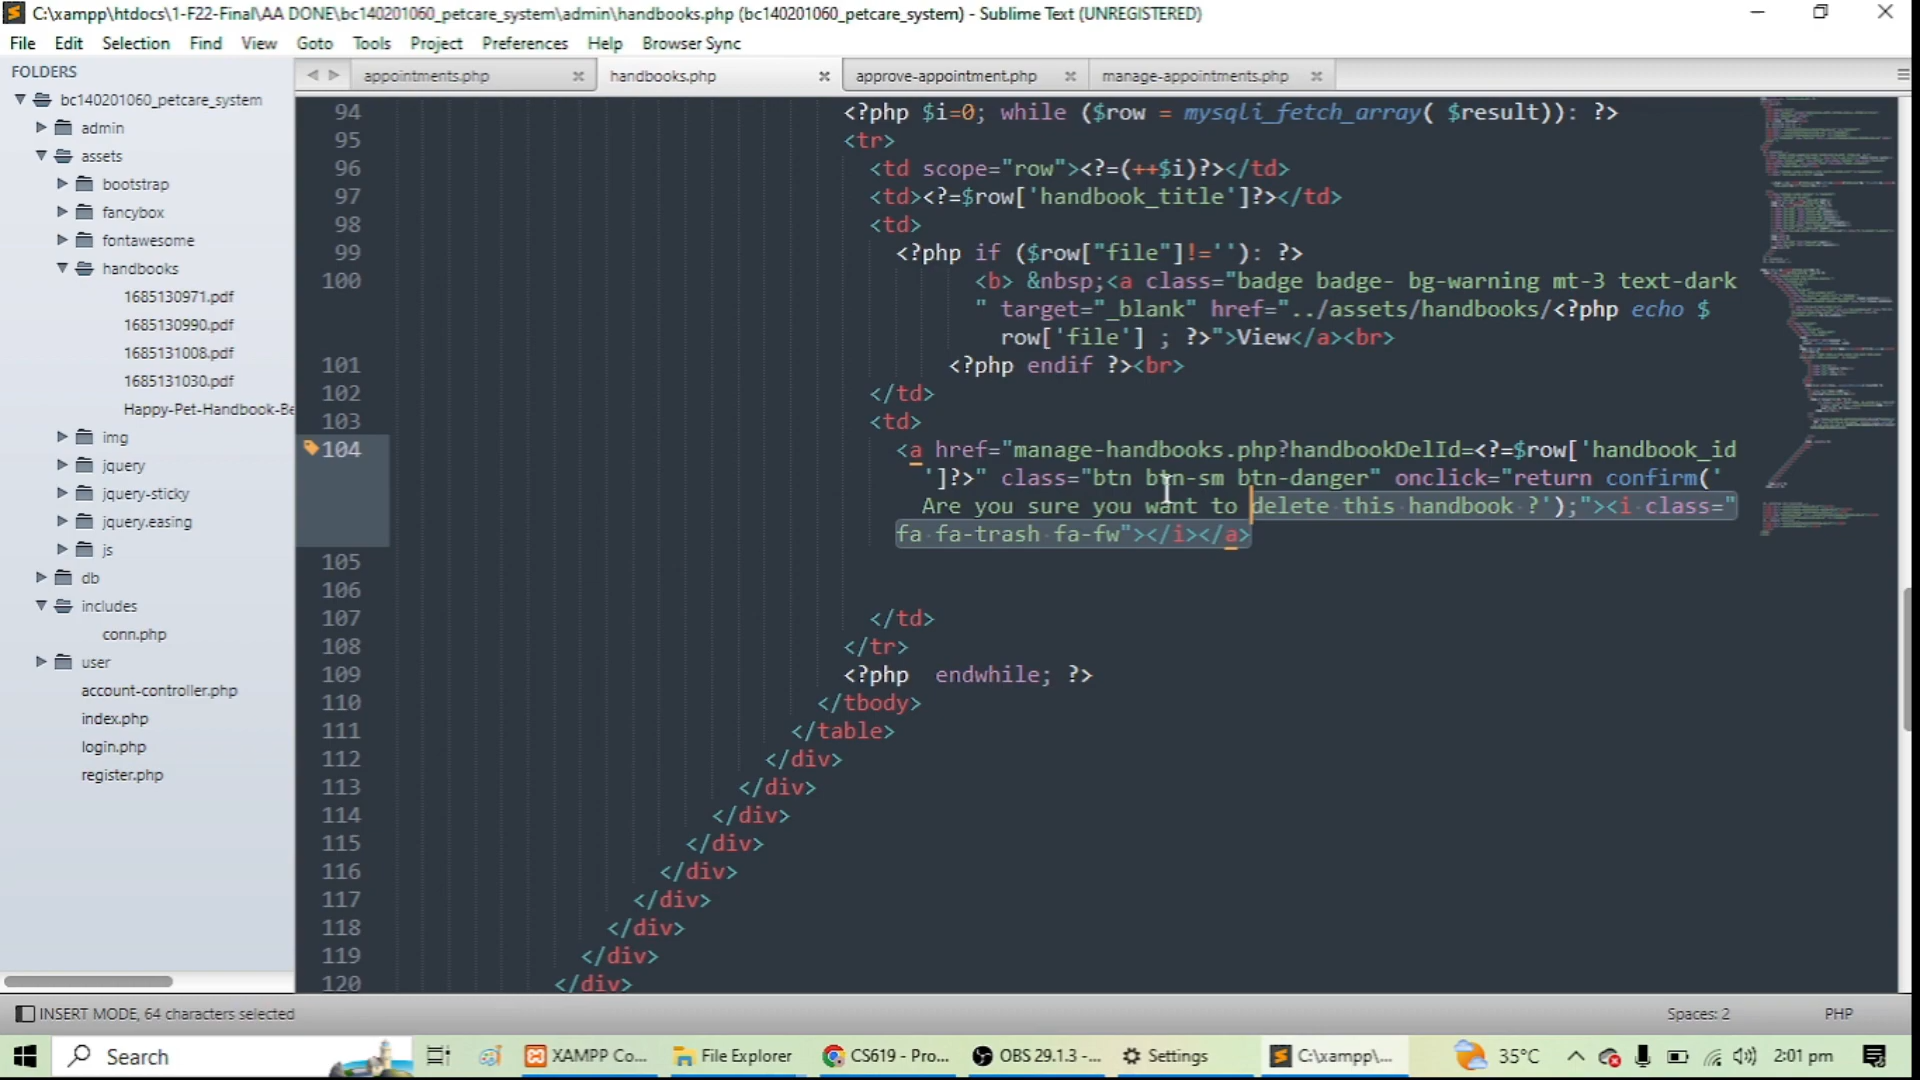 C:\xampp\htdocs\1-F22-Final\AA DONE\bc140201060_petcare_system\admin\handbooks.php (bc140201060_petcare_system) - Sublime Text (UNREGISTERED)
File Edit Selection Find View Goto Tools Project Preferences Help Browser Sync
FOLDERS
bc140201060_petcare_system
admin
assets
bootstrap
fancybox
fontawesome
handbooks
1685130971.pdf
1685130990.pdf
1685131008.pdf
1685131030.pdf
Happy-Pet-Handbook-Be
img
jquery
jquery-sticky
jquery.easing
js
db
includes
conn.php
user
account-controller.php
index.php
login.php
register.php
appointments.php handbooks.php approve-appointment.php manage-appointments.php
94 <?php $i=0; while ($row = mysqli_fetch_array( $result)): ?>
95 <tr>
96 <td scope="row"><?=(++$i)?></td>
97 <td><?=$row['handbook_title']?></td>
98 <td>
99 <?php if ($row["file"]!=''): ?>
100 <b> &nbsp;<a class="badge badge- bg-warning mt-3 text-dark
" target="_blank" href="../assets/handbooks/<?php echo $
row['file'] ; ?>">View</a><br>
101 <?php endif ?><br>
102 </td>
103 <td>
104 <a href="manage-handbooks.php?handbookDelId=<?=$row['handbook_id
']?>" class="btn btn-sm btn-danger" onclick="return confirm('
Are you sure you want to delete this handbook ?');"><i class="
fa fa-trash fa-fw"></i></a>
105
106
107 </td>
108 </tr>
109 <?php endwhile; ?>
110 </tbody>
111 </table>
112 </div>
113 </div>
114 </div>
115 </div>
116 </div>
117 </div>
118 </div>
119 </div>
120 </div>
INSERT MODE, 64 characters selected Spaces: 2 PHP
Search XAMPP Co... File Explorer CS619 - Pro... OBS 29.1.3 -... Settings C:\xampp\... 35°C 2:01 pm